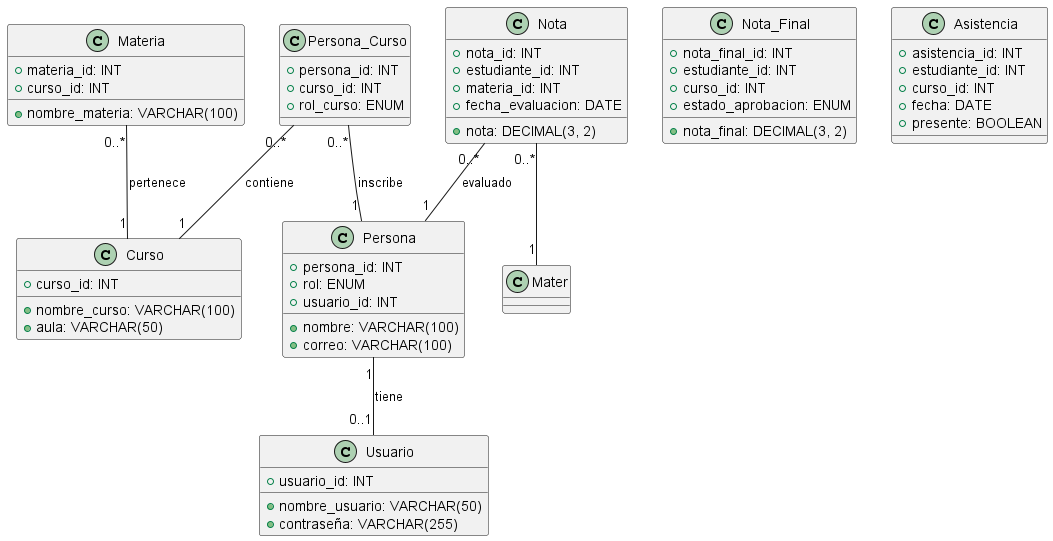 C Materia
materia_id: INT
curso_id: INT
nombre_materia: VARCHAR(100)
C Persona_Curso
persona_id: INT
curso_id: INT
rol_curso: ENUM
C Nota
nota_id: INT
estudiante_id: INT
materia_id: INT
fecha_evaluacion: DATE
nota: DECIMAL(3, 2)
C Nota_Final
nota_final_id: INT
estudiante_id: INT
curso_id: INT
estado_aprobacion: ENUM
nota_final: DECIMAL(3, 2)
C Asistencia
asistencia_id: INT
estudiante_id: INT
curso_id: INT
fecha: DATE
presente: BOOLEAN
0..*
0..*
0..*
0..*
0..*
pertenece
contiene
inscribe
evaluado
1
1
1
1
1
C Curso
curso_id: INT
nombre_curso: VARCHAR(100)
aula: VARCHAR(50)
C Persona
persona_id: INT
rol: ENUM
usuario_id: INT
nombre: VARCHAR(100)
correo: VARCHAR(100)
C Mater
1
tiene
0..1
C Usuario
usuario_id: INT
nombre_usuario: VARCHAR(50)
contraseña: VARCHAR(255)